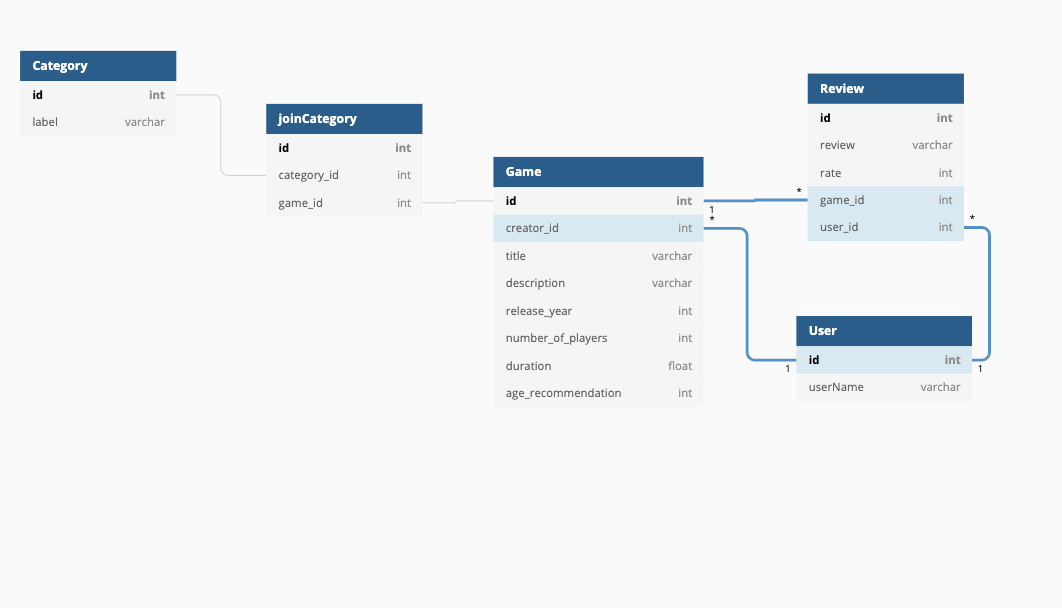 Category
id int
label varchar
joinCategory
id int
category_id int
game_id int
Game
id int
creator_id int
title varchar
description varchar
release_year int
number_of_players int
duration float
age_recommendation int
1
*
*
Review
id int
review varchar
rate int
game_id int
user_id int
*
User
id int
userName varchar
1
1